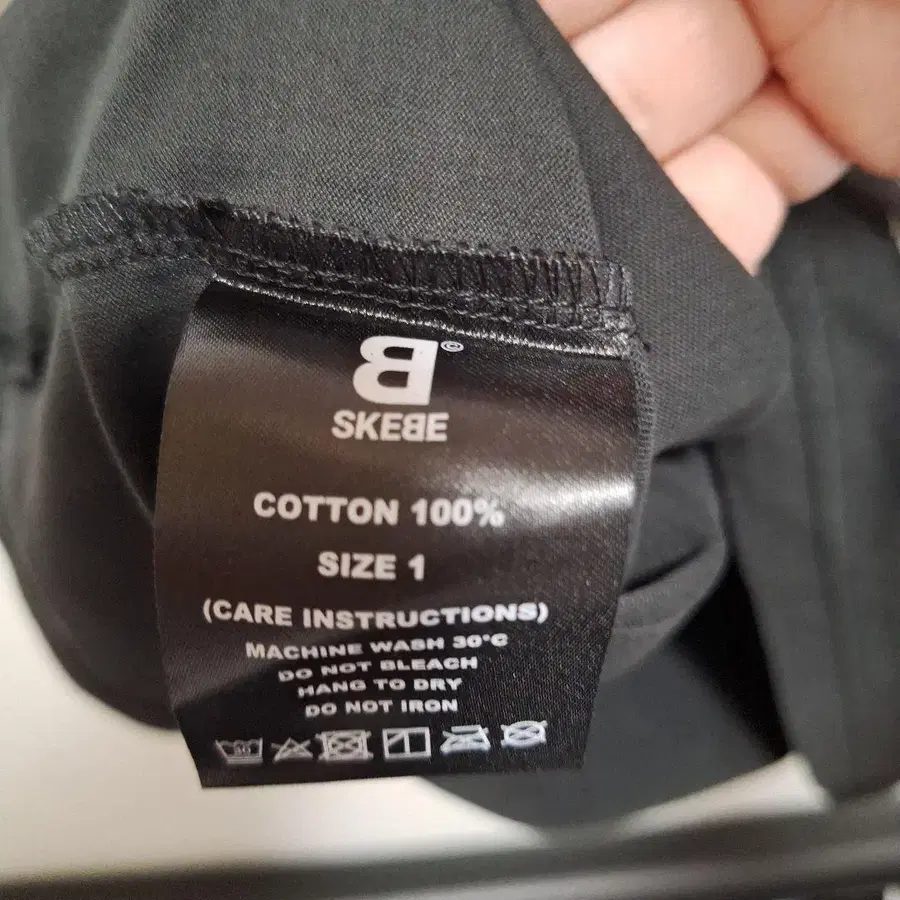 B©
SKEBE
COTTON 100%
SIZE 1
(CARE INSTRUCTIONS)
MACHINE WASH 30°C
DO NOT BLEACH
HANG TO DRY
DO NOT IRON
30